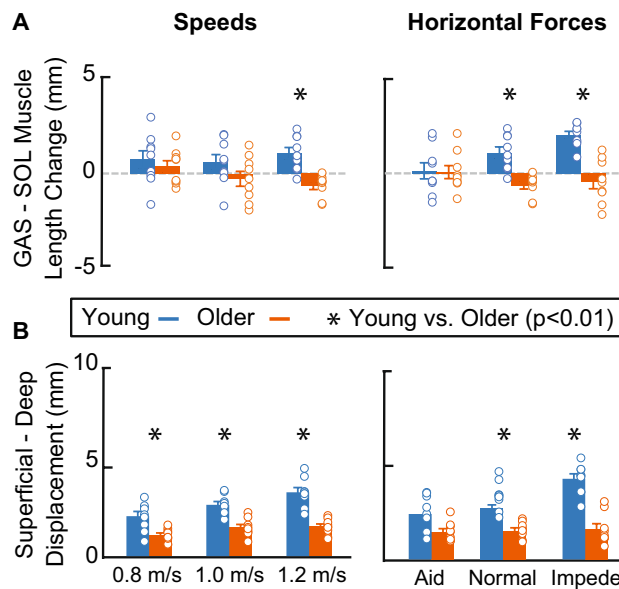 A
Speeds
Horizontal Forces
GAS - SOL Muscle
Length Change (mm)
5
0
-5
*
* *
Young Older * Young vs. Older (p<0.01)
B
Superficial - Deep
Displacement (mm)
10
5
0
* * *
* *
0.8 m/s 1.0 m/s 1.2 m/s
Aid Normal Impede